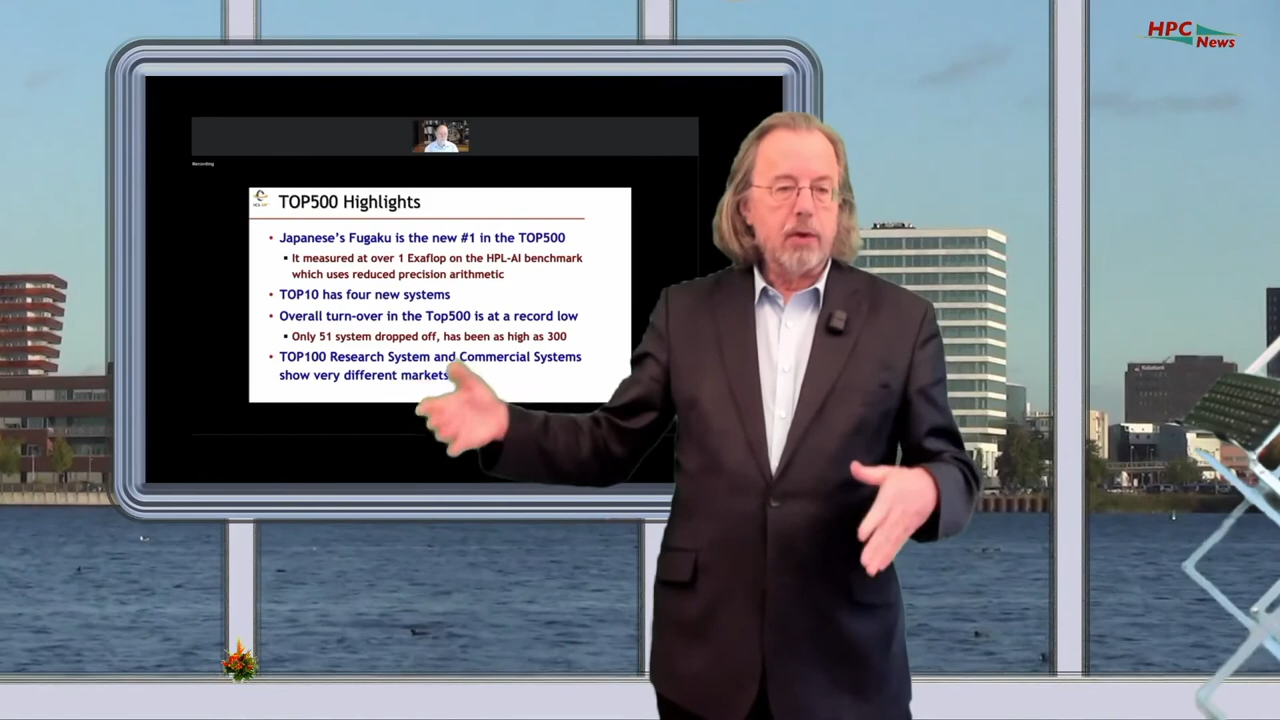 HPC
News
Recording
TOP500 Highlights
• Japanese's Fugaku is the new #1 in the TOP500
▪ It measured at over 1 Exaflop on the HPL-AI benchmark
which uses reduced precision arithmetic
• TOP10 has four new systems
• Overall turn-over in the Top500 is at a record low
▪ Only 51 system dropped off, has been as high as 300
• TOP100 Research System and Commercial Systems
show very different markets